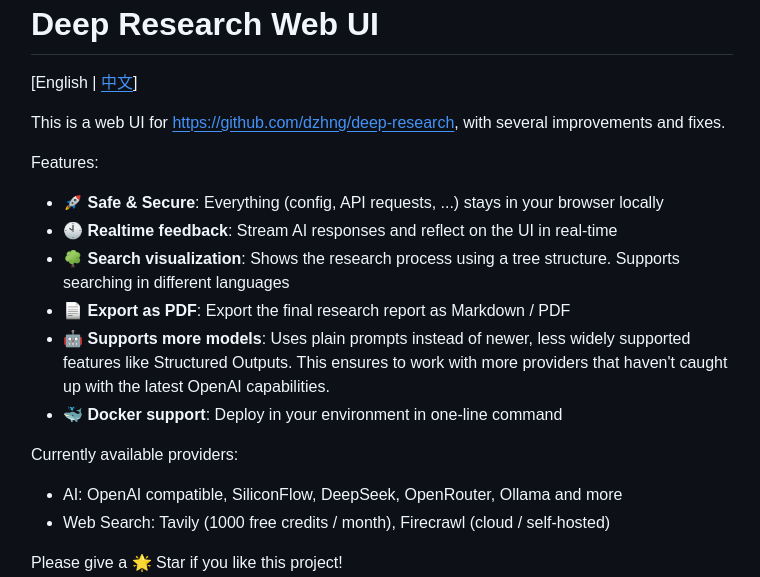 Deep Research Web UI
[English | 中文]
This is a web UI for https://github.com/dzhng/deep-research, with several improvements and fixes.
Features:
🚀 Safe & Secure: Everything (config, API requests, ...) stays in your browser locally
🕙 Realtime feedback: Stream AI responses and reflect on the UI in real-time
🌳 Search visualization: Shows the research process using a tree structure. Supports
searching in different languages
📄 Export as PDF: Export the final research report as Markdown / PDF
🤖 Supports more models: Uses plain prompts instead of newer, less widely supported
features like Structured Outputs. This ensures to work with more providers that haven't caught
up with the latest OpenAI capabilities.
🐳 Docker support: Deploy in your environment in one-line command
Currently available providers:
AI: OpenAI compatible, SiliconFlow, DeepSeek, OpenRouter, Ollama and more
Web Search: Tavily (1000 free credits / month), Firecrawl (cloud / self-hosted)
Please give a 🌟 Star if you like this project!